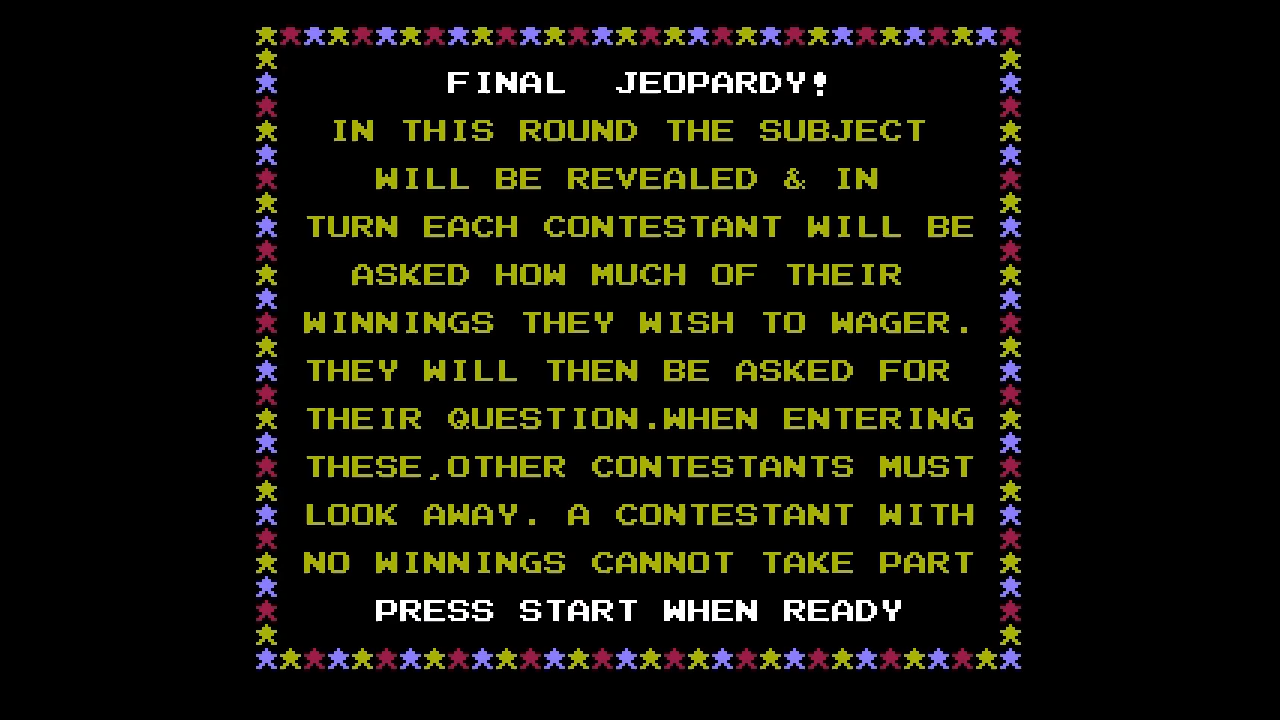 FINAL JEOPARDY!
IN THIS ROUND THE SUBJECT
WILL BE REVEALED & IN
TURN EACH CONTESTANT WILL BE
ASKED HOW MUCH OF THEIR
WINNINGS THEY WISH TO WAGER.
THEY WILL THEN BE ASKED FOR
THEIR QUESTION.WHEN ENTERING
THESE,OTHER CONTESTANTS MUST
LOOK AWAY. A CONTESTANT WITH
NO WINNINGS CANNOT TAKE PART
PRESS START WHEN READY